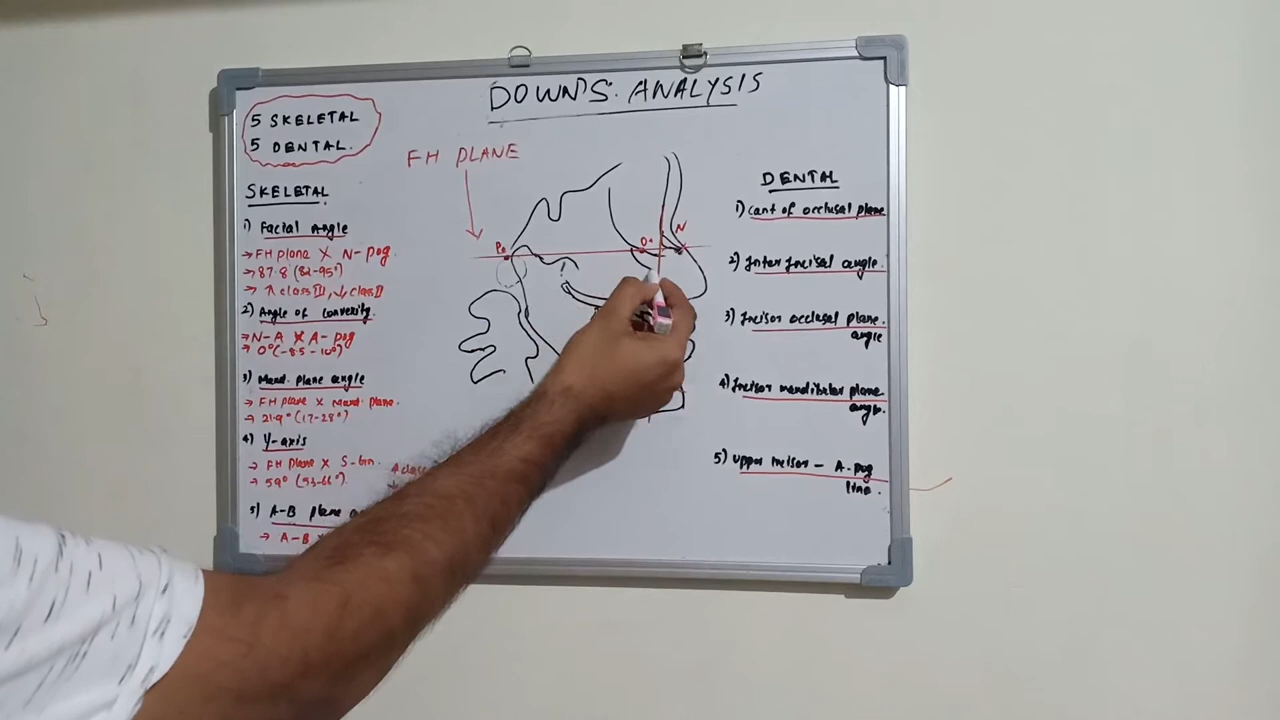 DOWN'S. ANALYSIS
5 SKELETAL
5 DENTAL.
FH PLANE
SKELETAL
1) Facial Angle
→ FH plane X N-pog.
→ 87.8 (82-95°)
→ ↑ class III, ↓ class II
2) Angle of convexity.
→ N-A X A-pog
→ 0° (-8.5 - 10°)
3) Mand. plane angle
→ FH plane X Mand. plane.
→ 21.9° (17-28°)
4) Y-axis
→ FH plane X S-Gn.
→ 59° (53-66°).
5) A-B plane
→ A-B
Po
Or
N
DENTAL
1) Cant of occlusal plane
2) Inter Incisal angle.
3) Incisor occlusal plane.
angle
4) Incisor mandibular plane
angle.
5) Upper incisor - A-pog
line.